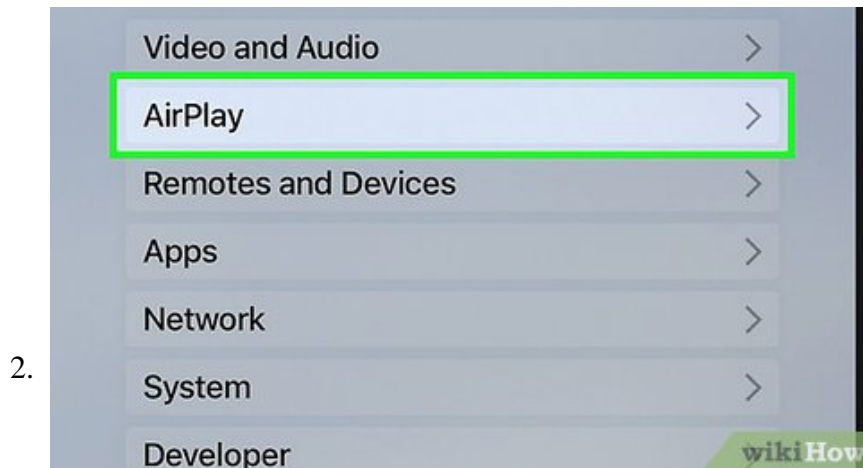 Video and Audio
AirPlay
Remotes and Devices
Apps
Network
2.
System
Developer
wikiHow